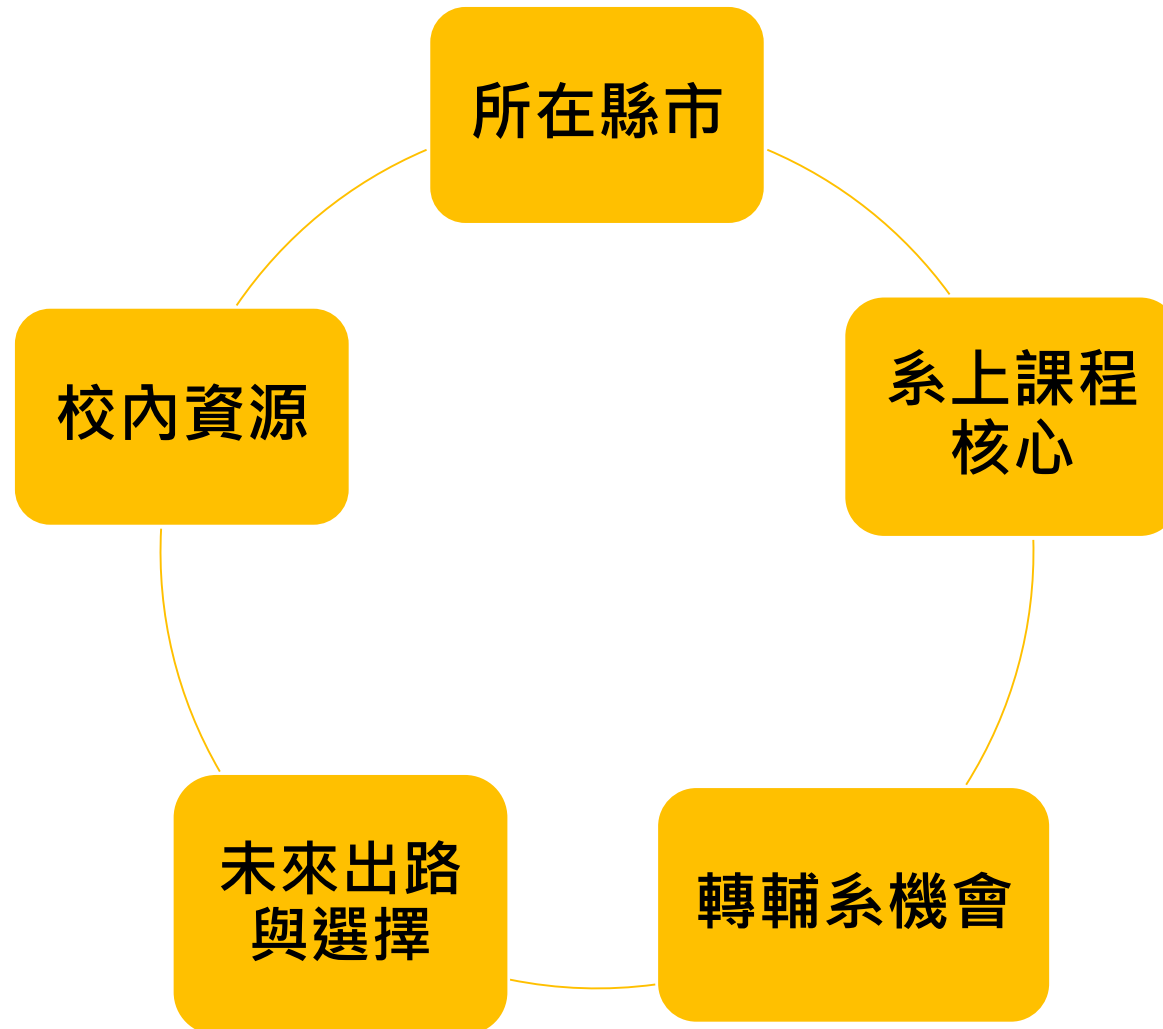 所在縣市
系上課程
核心
轉輔系機會
未來出路
與選擇
校內資源